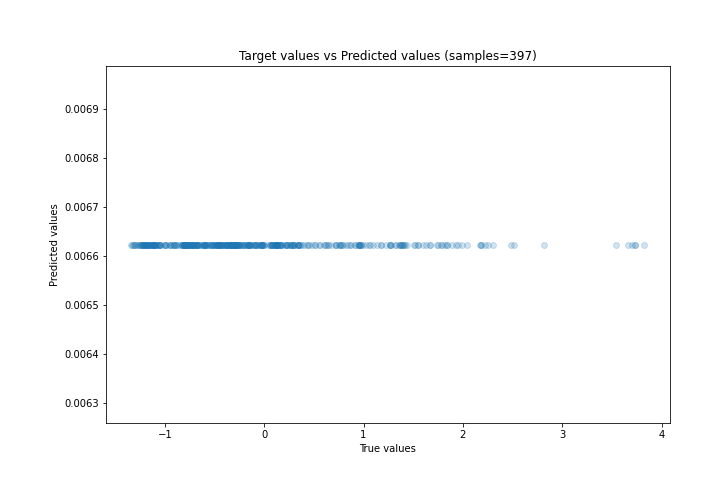 Target values vs Predicted values (samples=397)
Predicted values
0.0069
0.0068
0.0067
0.0066
0.0065
0.0064
0.0063
−1 0 1 2 3 4
True values